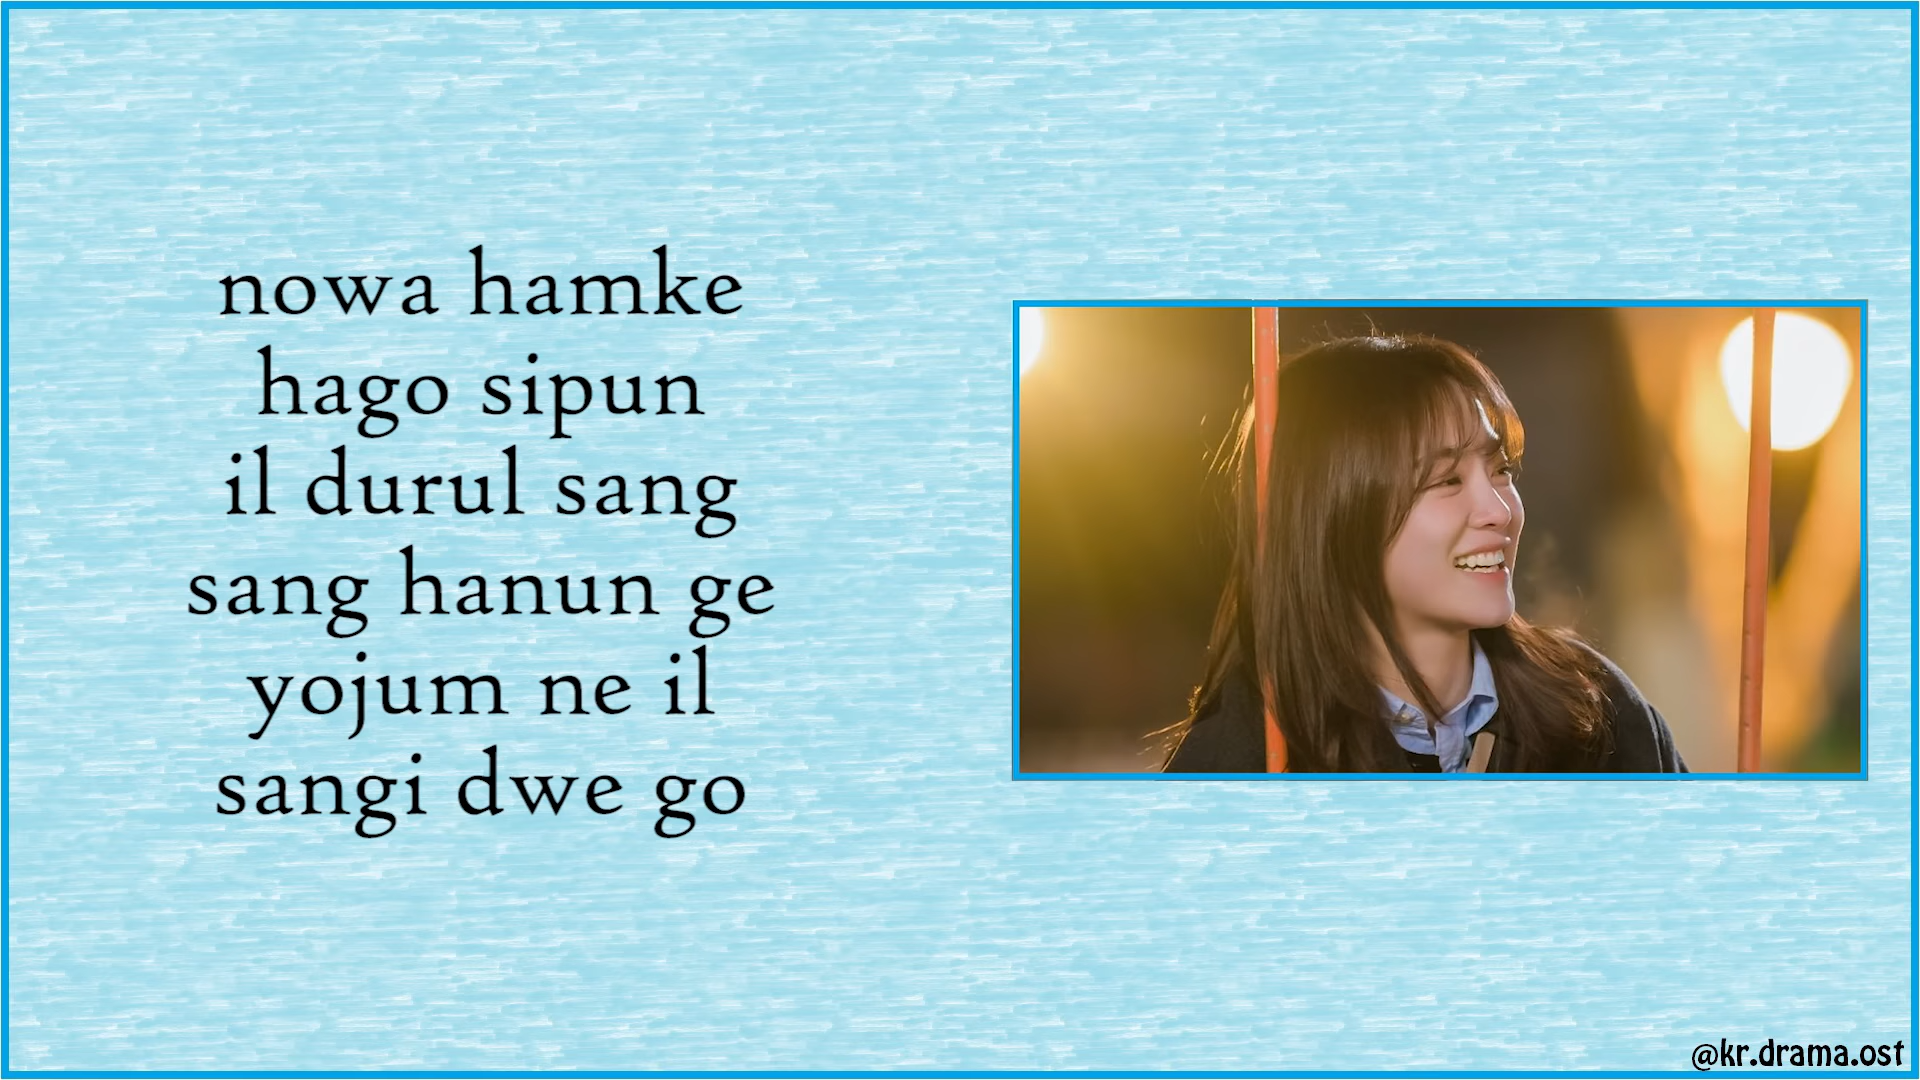 nowa hamke
hago sipun
il durul sang
sang hanun ge
yojum ne il
sangi dwe go
@kr.drama.ost